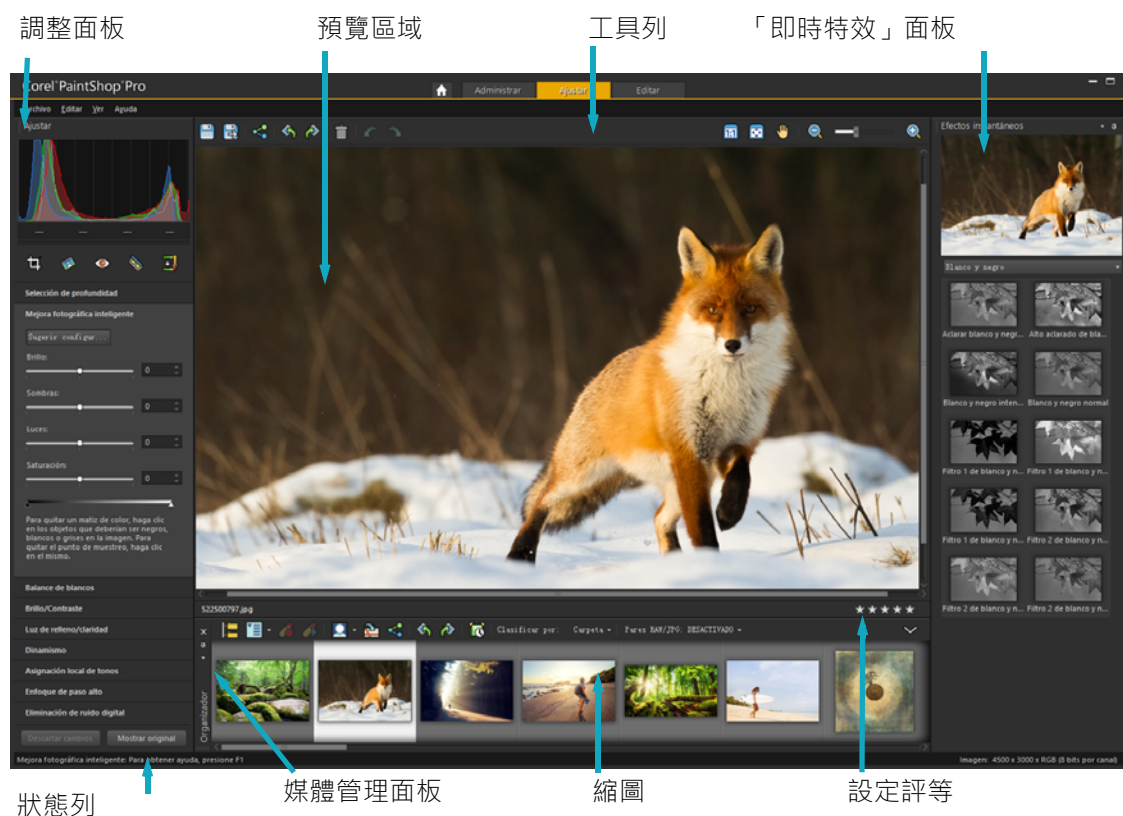 調整面板
預覽區域
工具列
「即時特效」面板
Corel PaintShop Pro
Administrar
Ajustar
Editar
Archivo Editar Ver Ayuda
Ajustar
Efectos instantáneos
Blanco y negro
Selección de profundidad
Mejora fotográfica inteligente
Sugerir configur...
Brillo:
0
Sombras:
0
Luces:
0
Saturación:
0
Para quitar un matiz de color, haga clic
en los objetos que deberían ser negros,
blancos o grises en la imagen. Para
quitar el punto de muestreo, haga clic
en el mismo.
Balance de blancos
Brillo/Contraste
Luz de relleno/claridad
Dinamismo
Asignación local de tonos
Enfoque de paso alto
Eliminación de ruido digital
Descartar cambios
Mostrar original
Aclarar blanco y negr...
Alto aclarado de bla...
Blanco y negro inten...
Blanco y negro normal
Filtro 1 de blanco y n...
Filtro 1 de blanco y n...
Filtro 1 de blanco y n...
Filtro 2 de blanco y n...
Filtro 2 de blanco y n...
Filtro 2 de blanco y n...
522500797.jpg
Clasificar por: Carpeta
Pares RAW/JPG: DESACTIVADO
Organizador
Mejora fotográfica inteligente: Para obtener ayuda, presione F1
Imagen: 4500 x 3000 x RGB (8 bits por canal)
狀態列
媒體管理面板
縮圖
設定評等